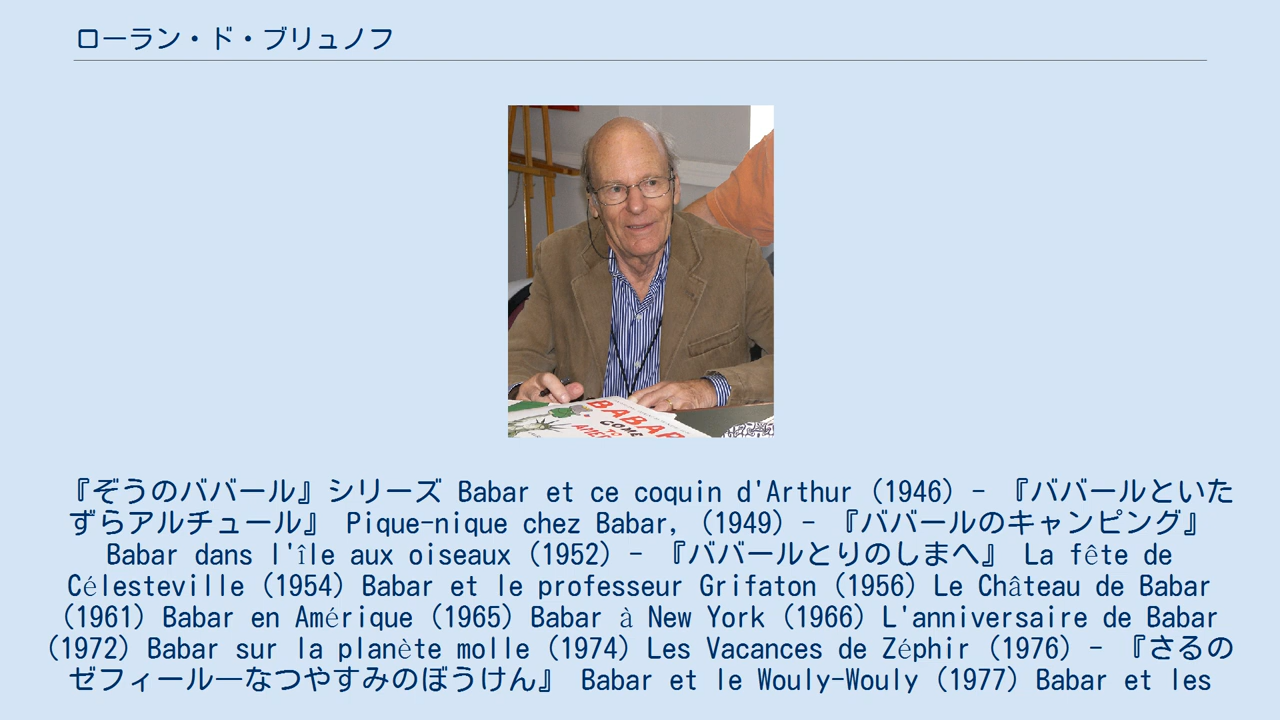 ローラン・ド・ブリュノフ
BABAR
COME
TO
『ぞうのババール』シリーズ Babar et ce coquin d'Arthur (1946) - 『ババールといた
ずらアルチュール』 Pique-nique chez Babar, (1949) - 『ババールのキャンピング』
Babar dans l'île aux oiseaux (1952) - 『ババールとりのしまへ』 La fête de
Célesteville (1954) Babar et le professeur Grifaton (1956) Le Château de Babar
(1961) Babar en Amérique (1965) Babar à New York (1966) L'anniversaire de Babar
(1972) Babar sur la planète molle (1974) Les Vacances de Zéphir (1976) - 『さるの
ゼフィール―なつやすみのぼうけん』 Babar et le Wouly-Wouly (1977) Babar et les